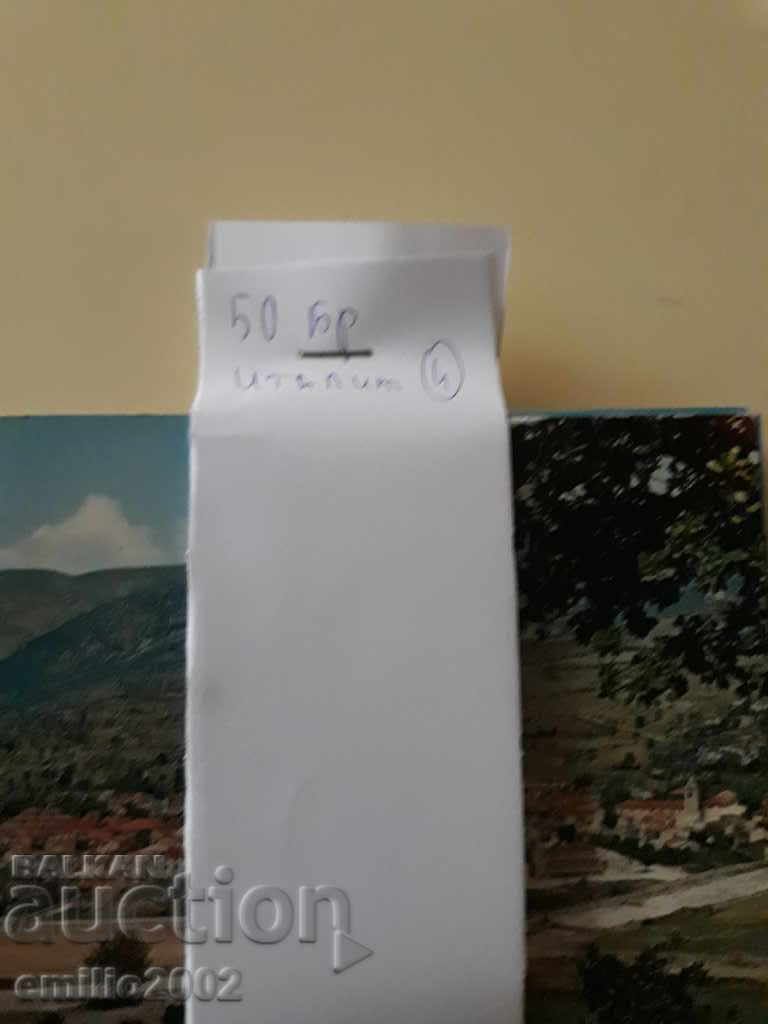 50 бр
Италия 4
BALKAN
auction
emilio2002